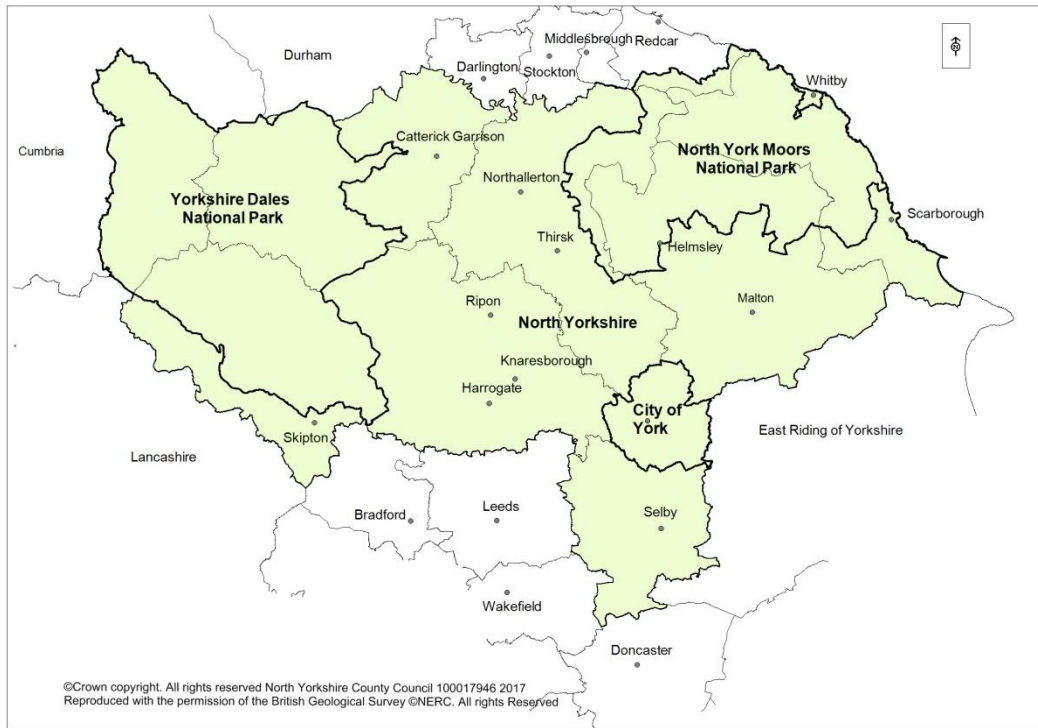 Durham
Middlesbrough
Redcar
Darlington
Stockton
Whitby
Cumbria
Catterick Garrison
North York Moors
National Park
Northallerton
Yorkshire Dales
National Park
Scarborough
Thirsk
Helmsley
Ripon
North Yorkshire
Malton
Knaresborough
Harrogate
City of
York
East Riding of Yorkshire
Skipton
Lancashire
Bradford
Leeds
Selby
Wakefield
Doncaster
©Crown copyright. All rights reserved North Yorkshire County Council 100017946 2017
Reproduced with the permission of the British Geological Survey ©NERC. All rights Reserved